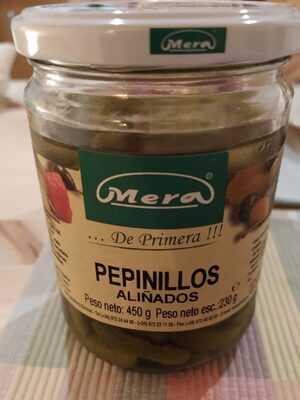 Mera
Mera®
... De Primera !!!
PEPINILLOS
ALIÑADOS
Peso neto: 450 g Peso neto esc.: 230 g